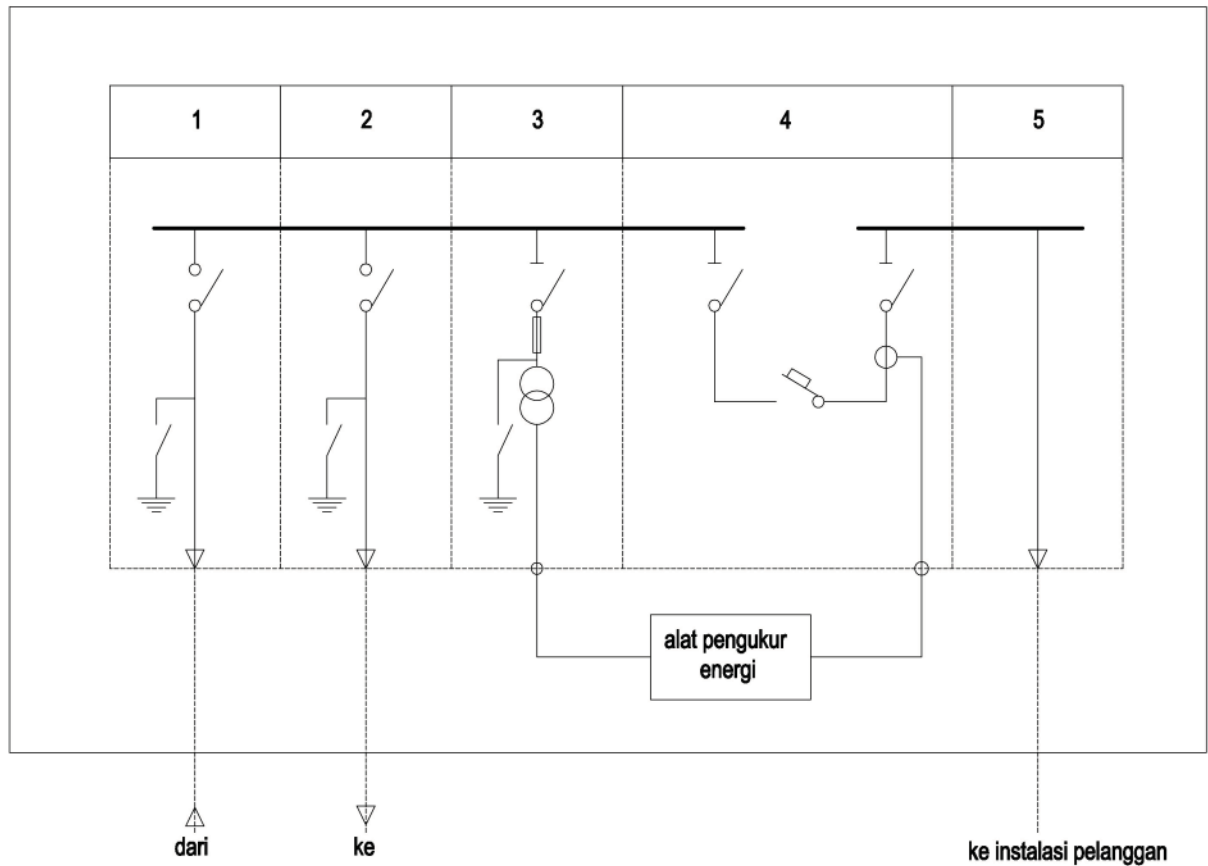 1
2
3
4
5
alat pengukur
energi
dari
ke
ke instalasi pelanggan